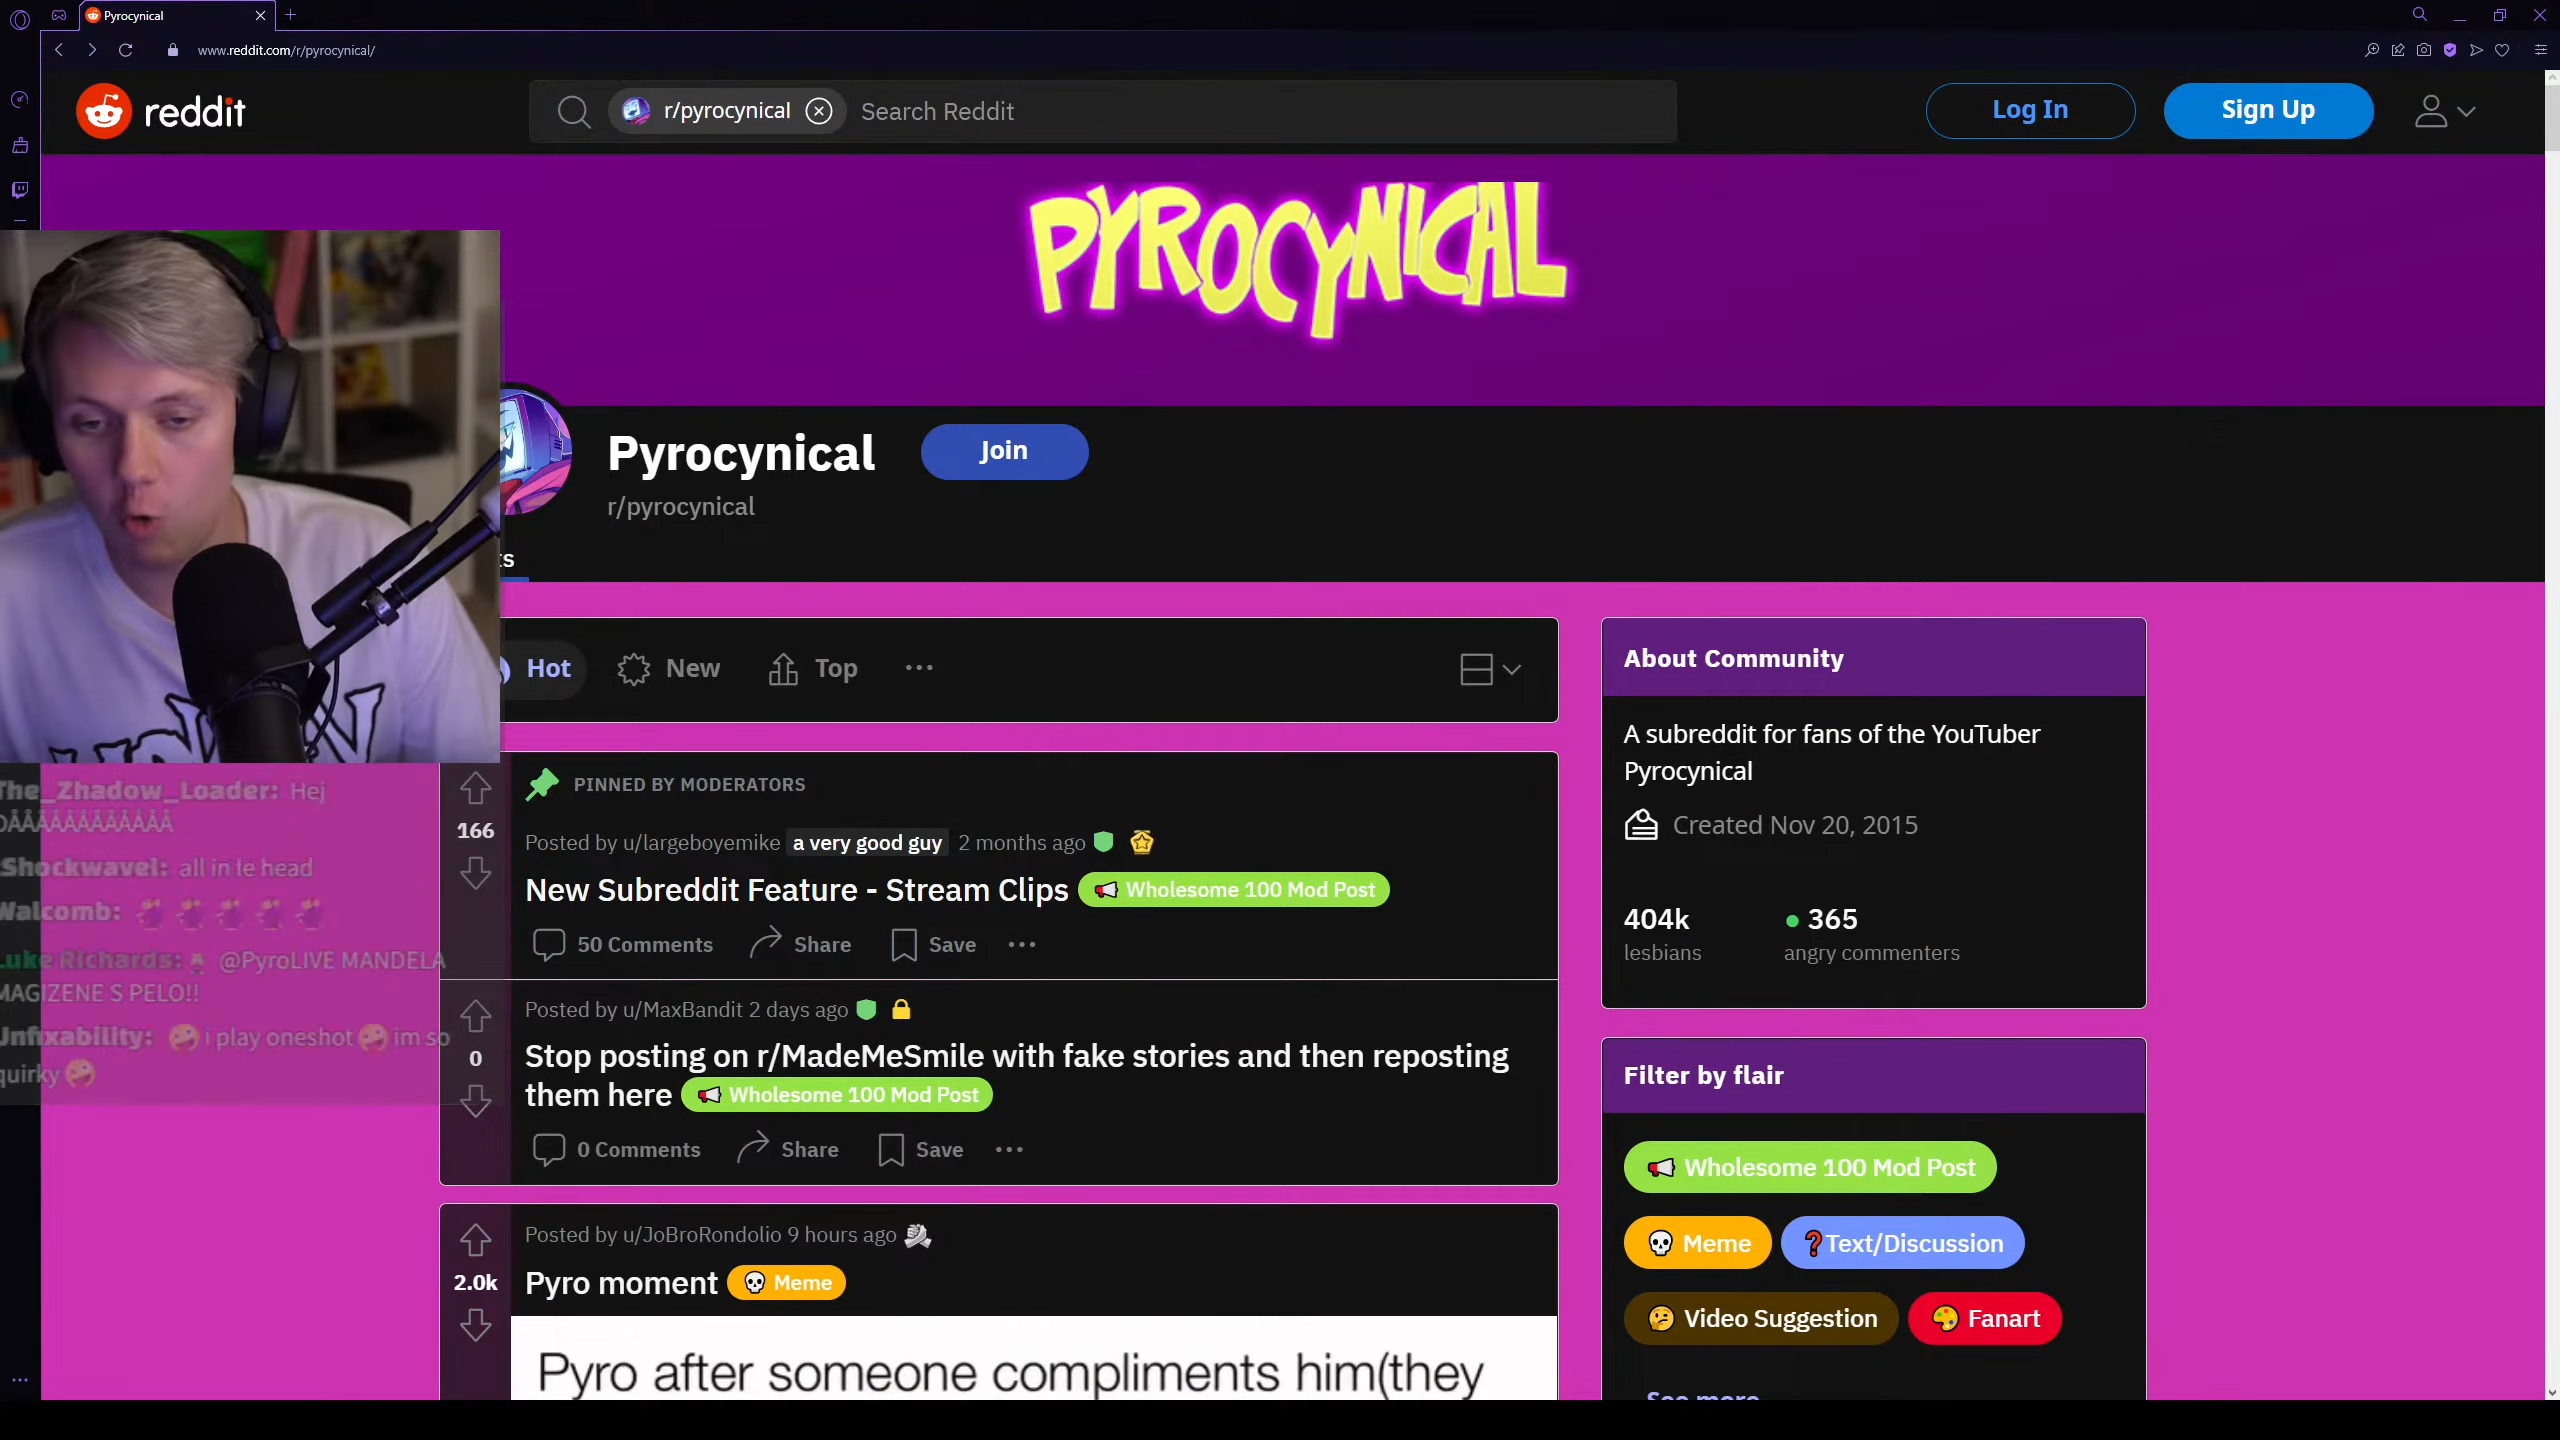 Pyrocynical
www.reddit.com/r/pyrocynical/
reddit
r/pyrocynical
Search Reddit
Log In
Sign Up
PYROCYNICAL
Pyrocynical
Join
r/pyrocynical
ts
Hot
New
Top
PINNED BY MODERATORS
166
Posted by u/largeboyemike a very good guy 2 months ago
New Subreddit Feature - Stream Clips Wholesome 100 Mod Post
50 Comments
Share
Save
Posted by u/MaxBandit 2 days ago
0
Stop posting on r/MadeMeSmile with fake stories and then reposting
them here Wholesome 100 Mod Post
0 Comments
Share
Save
Posted by u/JoBroRondolio 9 hours ago
2.0k
Pyro moment Meme
Pyro after someone compliments him(they
The_Zhadow_Loader: Hej
DÅÅÅÅÅÅÅÅÅÅÅÅ
Shockwavel: all in le head
Walcomb:
Luke Richards: @PyroLIVE MANDELA
MAGIZENE S PELO!!
Unfixability: i play oneshot im so
quirky
About Community
A subreddit for fans of the YouTuber
Pyrocynical
Created Nov 20, 2015
404k
365
lesbians
angry commenters
Filter by flair
Wholesome 100 Mod Post
Meme
Text/Discussion
Video Suggestion
Fanart
See more